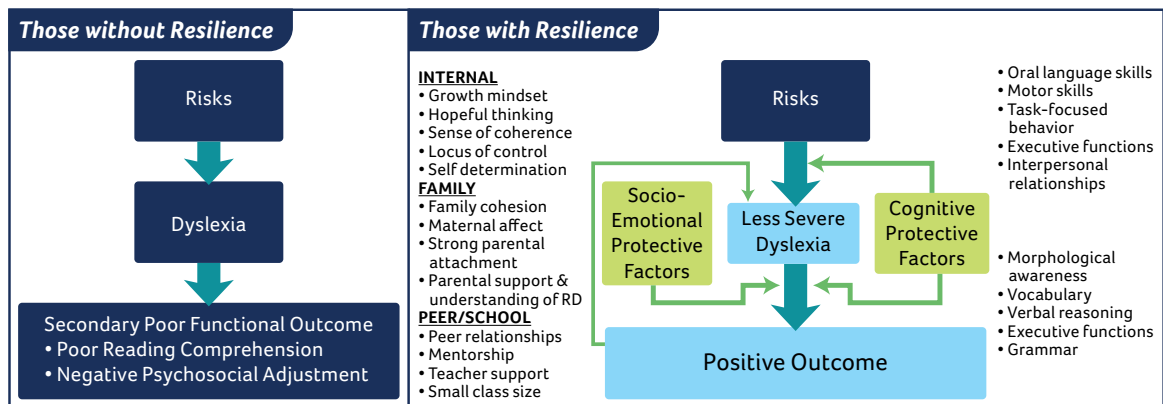 Those without Resilience
Risks
Dyslexia
Secondary Poor Functional Outcome
• Poor Reading Comprehension
• Negative Psychosocial Adjustment
Those with Resilience
INTERNAL
• Growth mindset
• Hopeful thinking
• Sense of coherence
• Locus of control
• Self determination
FAMILY
• Family cohesion
• Maternal affect
• Strong parental
attachment
• Parental support &
understanding of RD
PEER/SCHOOL
• Peer relationships
• Mentorship
• Teacher support
• Small class size
Risks
Socio-
Emotional
Protective
Factors
Less Severe
Dyslexia
Cognitive
Protective
Factors
Positive Outcome
• Oral language skills
• Motor skills
• Task-focused
behavior
• Executive functions
• Interpersonal
relationships
• Morphological
awareness
• Vocabulary
• Verbal reasoning
• Executive functions
• Grammar